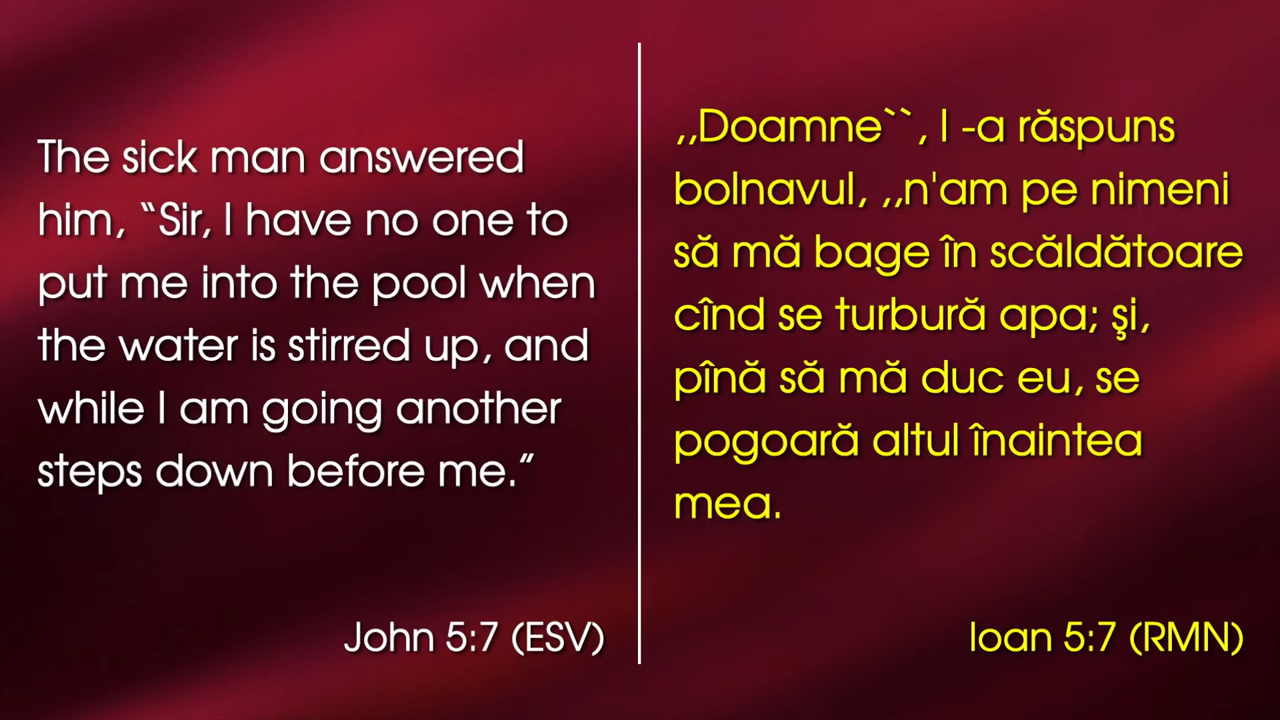 The sick man answered
him, “Sir, I have no one to
put me into the pool when
the water is stirred up, and
while I am going another
steps down before me.”
John 5:7 (ESV)
,,Doamne``, l -a răspuns
bolnavul, ,,n'am pe nimeni
să mă bage în scăldătoare
cînd se turbură apa; şi,
pînă să mă duc eu, se
pogoară altul înaintea
mea.
Ioan 5:7 (RMN)